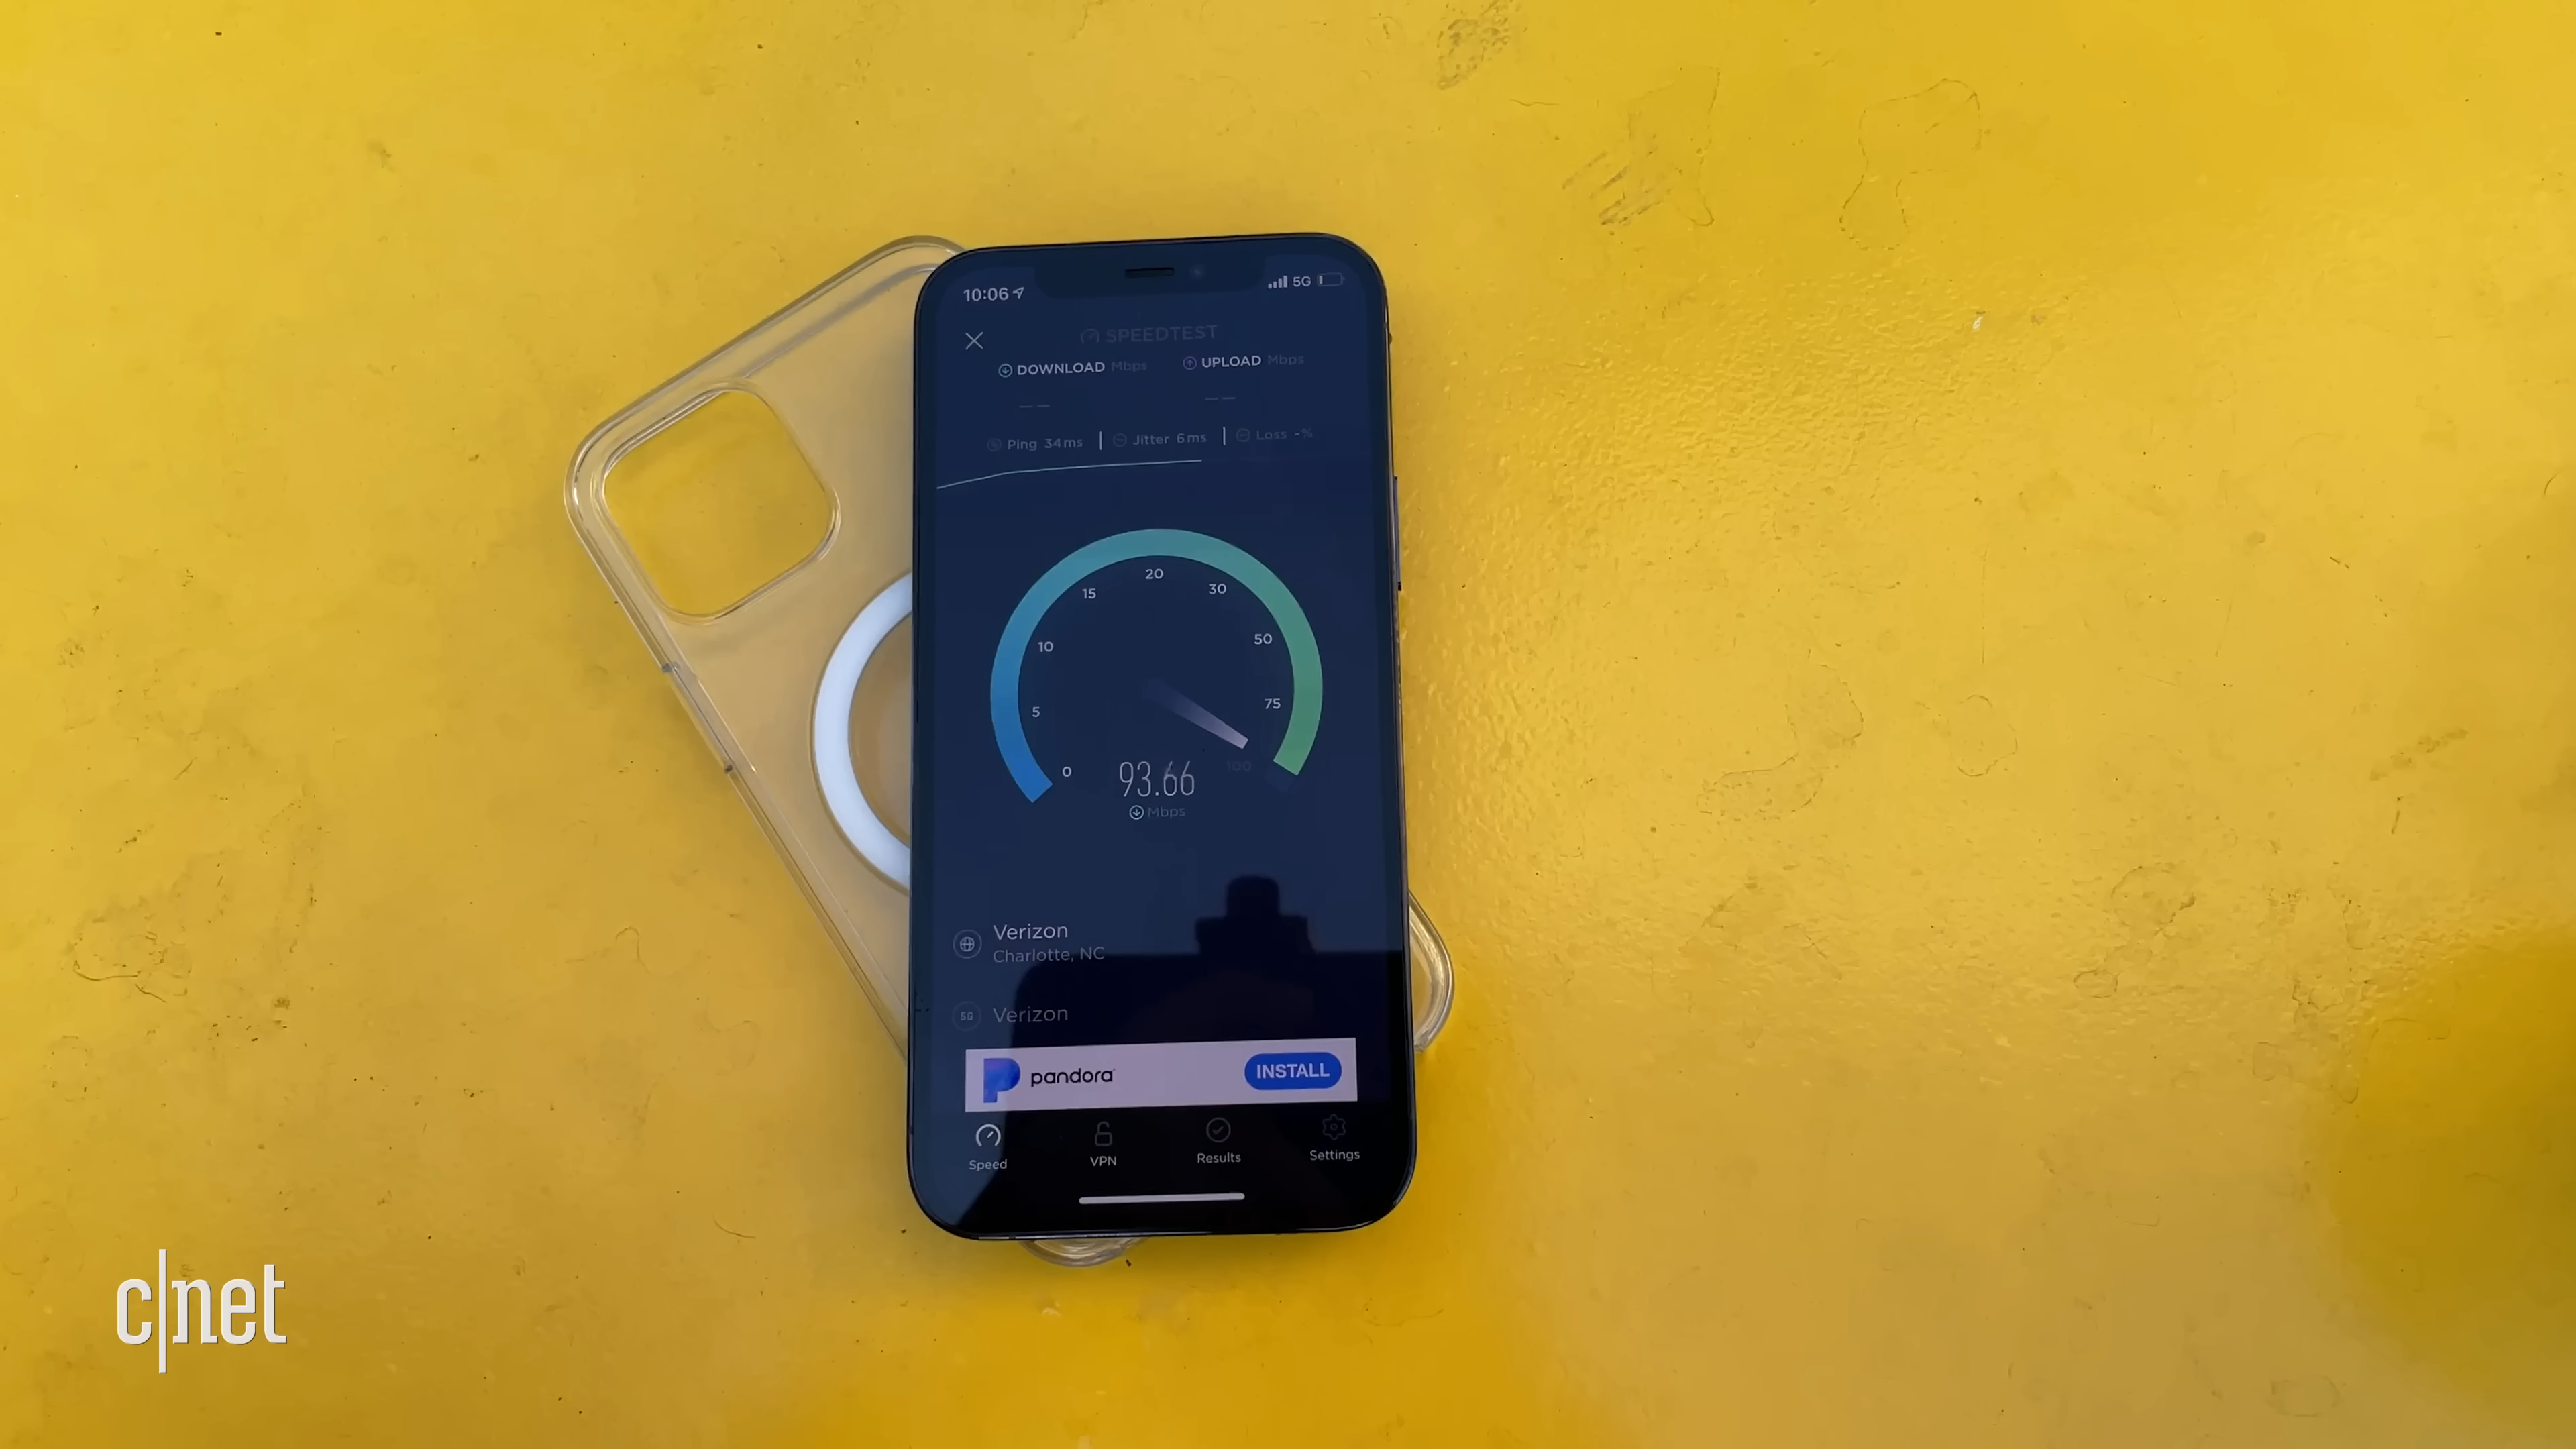 10:06
5G
SPEEDTEST
DOWNLOAD Mbps
UPLOAD Mbps
Ping 34ms
Jitter 6ms
Loss -%
0
5
10
15
20
30
50
75
100
93.66
Mbps
Verizon
Charlotte, NC
5G
Verizon
pandora
INSTALL
Speed
VPN
Results
Settings
c|net